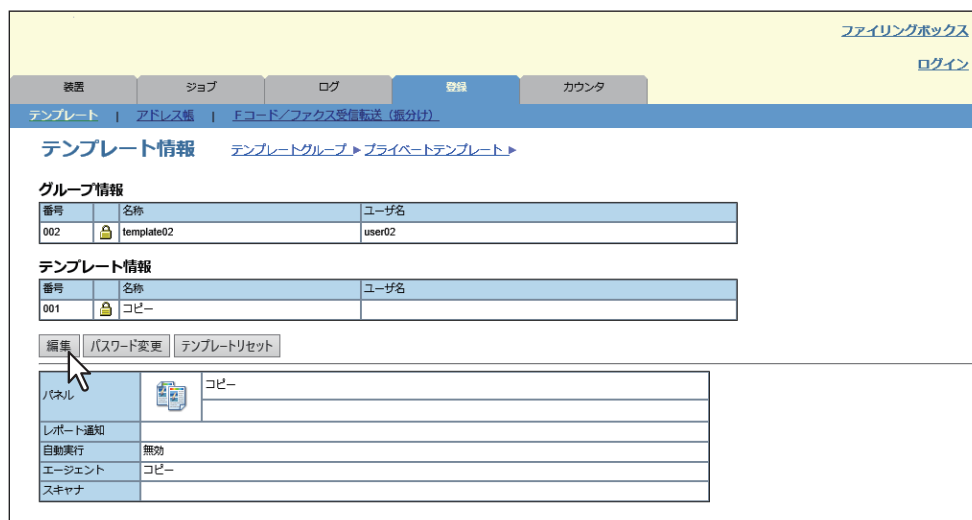 ファイリングボックス
ログイン
装置 ジョブ ログ 登録 カウンタ
テンプレート | アドレス帳 | Fコード/ファクス受信転送（振分け）
テンプレート情報 テンプレートグループ ▶ プライベートテンプレート ▶
グループ情報
番号 名称 ユーザ名
002 template02 user02
テンプレート情報
番号 名称 ユーザ名
001 コピー
編集 パスワード変更 テンプレートリセット
パネル コピー
レポート通知
自動実行 無効
エージェント コピー
スキャナ